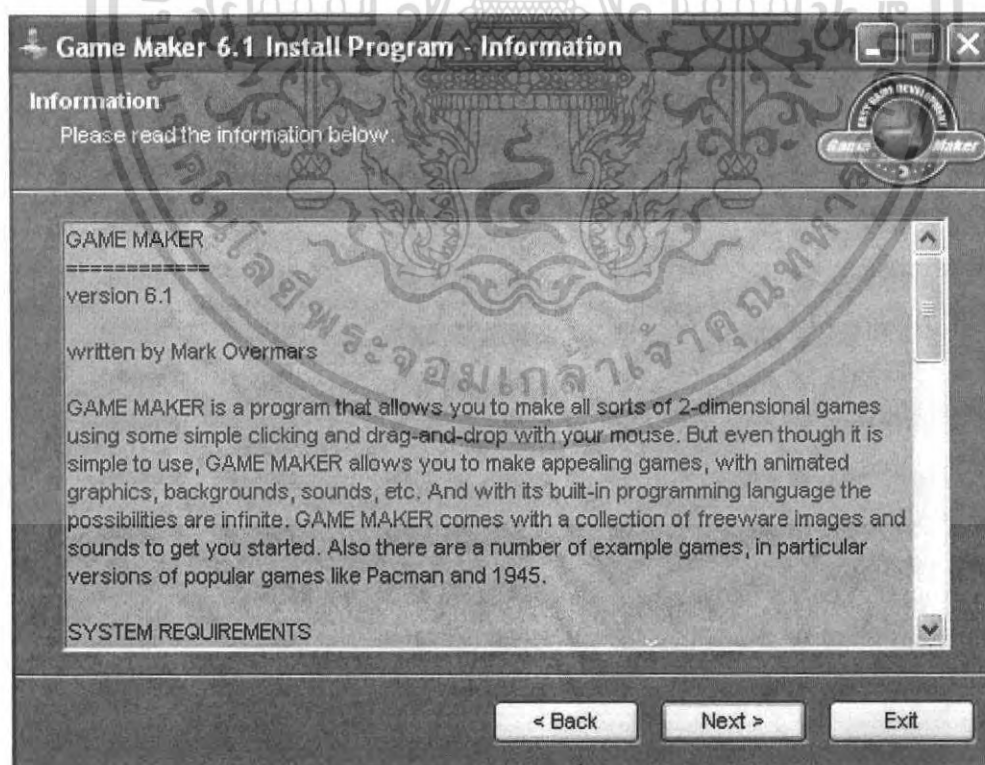 Game Maker 6.1 Install Program - Information
Information
Please read the information below.
EASY GAME DEVELOPMENT
Game Maker
GAME MAKER
============
version 6.1
written by Mark Overmars
GAME MAKER is a program that allows you to make all sorts of 2-dimensional games
using some simple clicking and drag-and-drop with your mouse. But even though it is
simple to use, GAME MAKER allows you to make appealing games, with animated
graphics, backgrounds, sounds, etc. And with its built-in programming language the
possibilities are infinite. GAME MAKER comes with a collection of freeware images and
sounds to get you started. Also there are a number of example games, in particular
versions of popular games like Pacman and 1945.
SYSTEM REQUIREMENTS
< Back
Next >
Exit